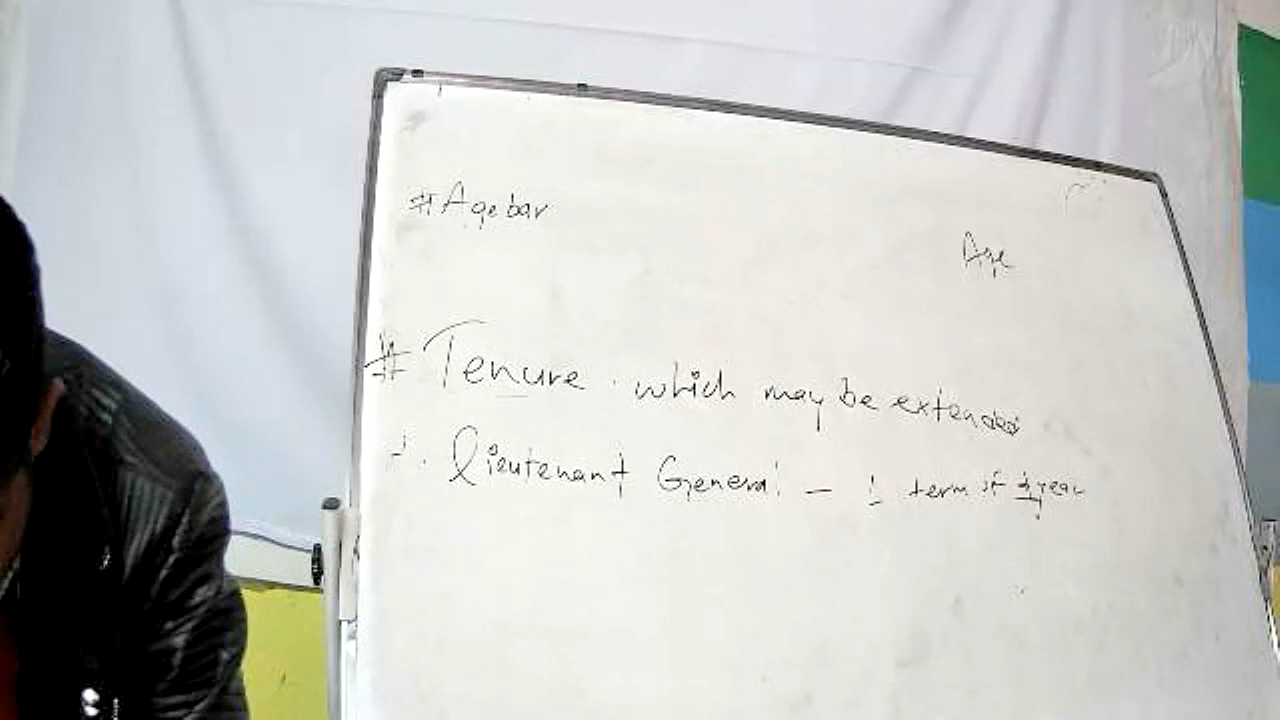 # Age bar
Age
# Tenure which may be extended
Lieutenant General - 1 term of year